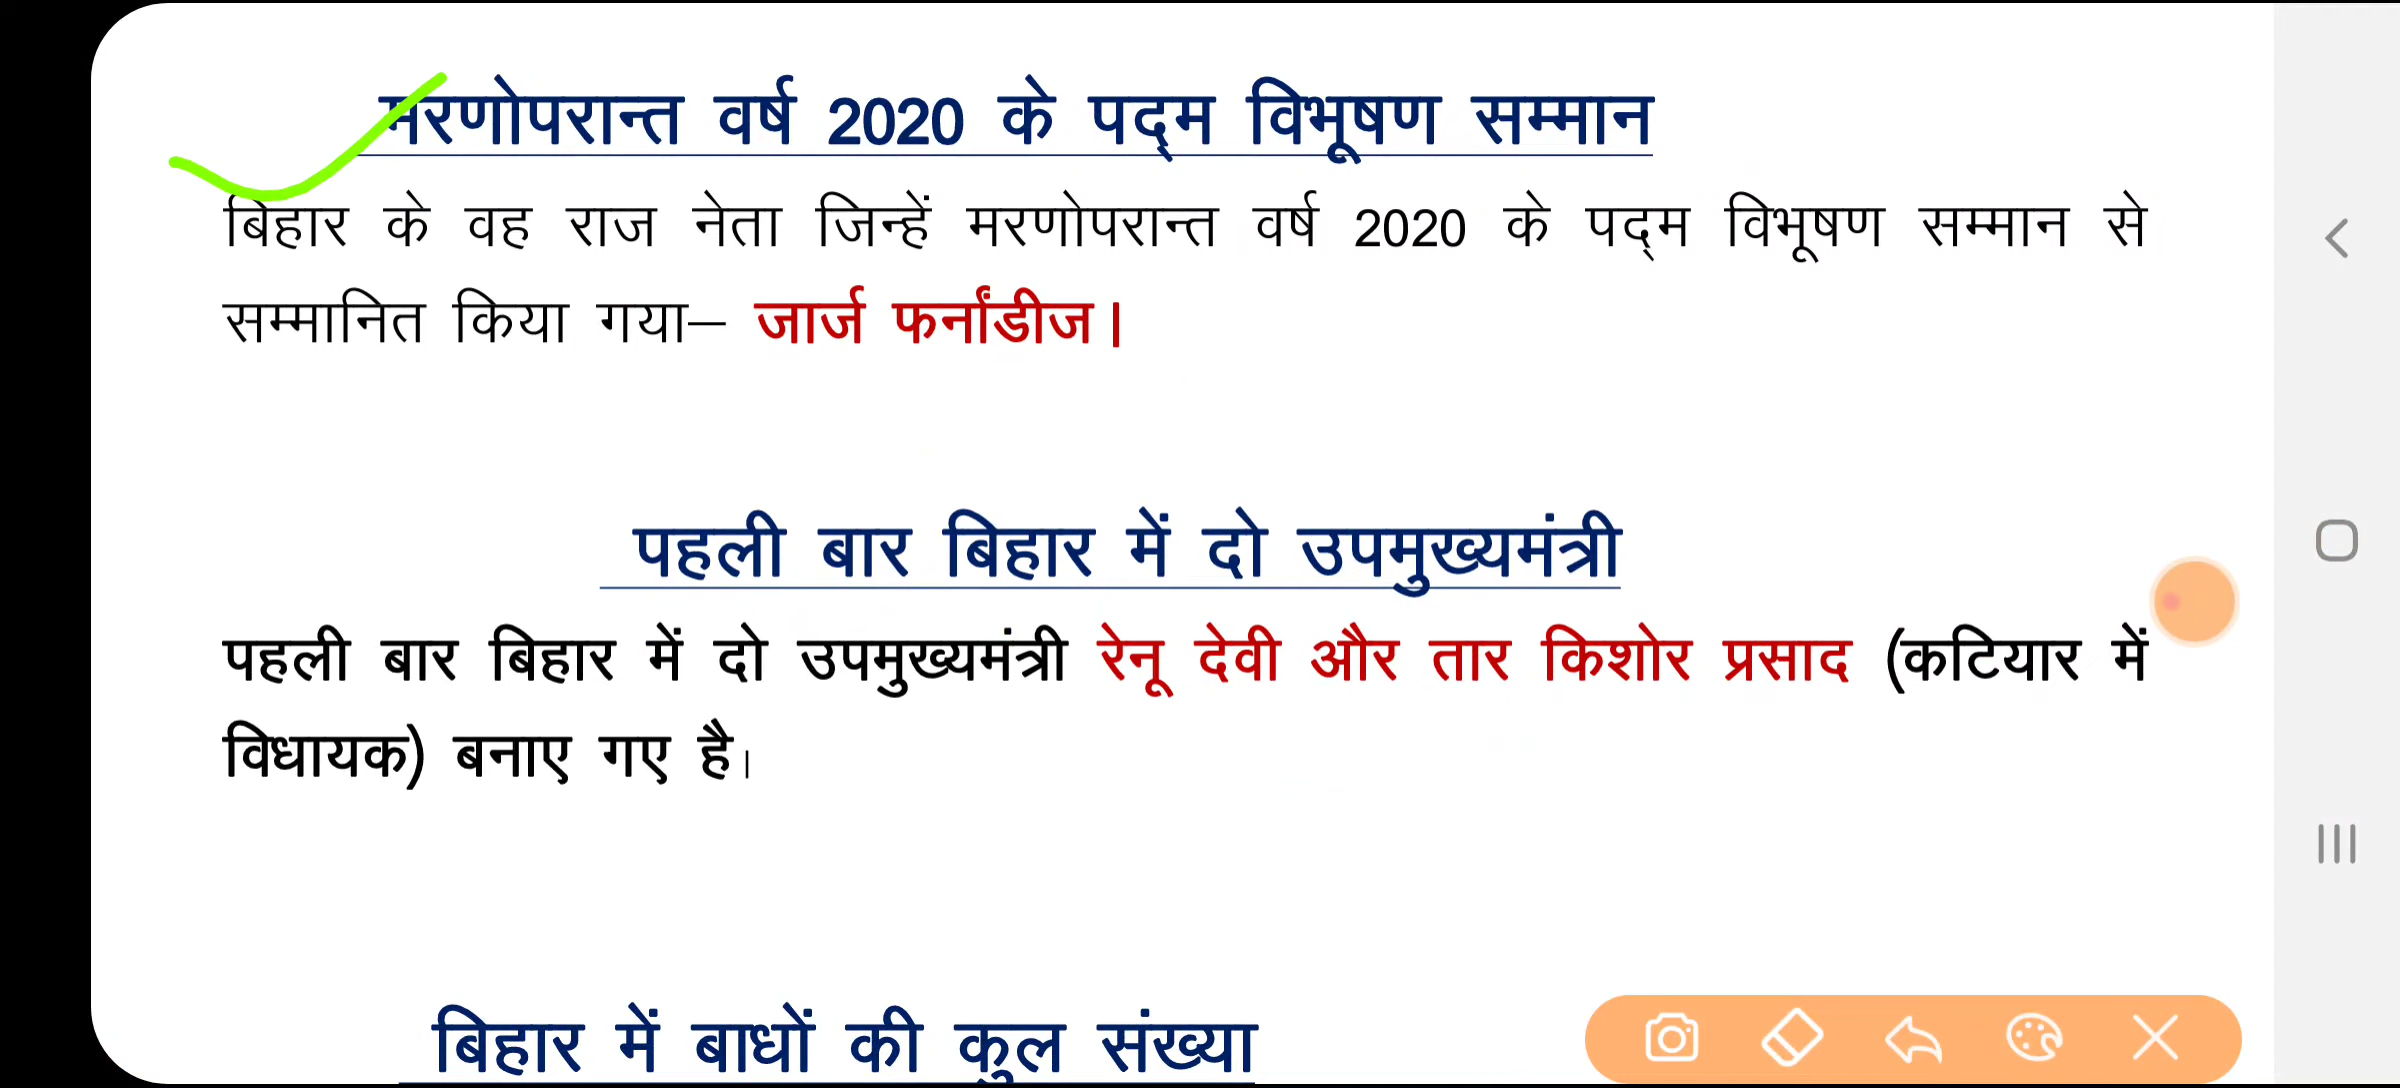 मरणोपरान्त वर्ष 2020 के पद्म विभूषण सम्मान
बिहार के वह राज नेता जिन्हें मरणोपरान्त वर्ष 2020 के पद्म विभूषण सम्मान से
सम्मानित किया गया– जार्ज फर्नांडीज।
पहली बार बिहार में दो उपमुख्यमंत्री
पहली बार बिहार में दो उपमुख्यमंत्री रेनू देवी और तार किशोर प्रसाद (कटियार में
विधायक) बनाए गए है।
बिहार में बाधों की कुल संख्या